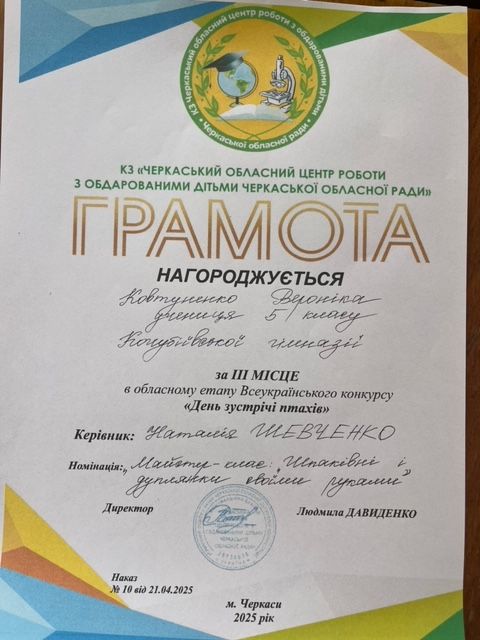 КЗ Черкаський обласний центр роботи з обдарованими дітьми
• Черкаської обласної ради •
КЗ «ЧЕРКАСЬКИЙ ОБЛАСНИЙ ЦЕНТР РОБОТИ
З ОБДАРОВАНИМИ ДІТЬМИ ЧЕРКАСЬКОЇ ОБЛАСНОЇ РАДИ»
ГРАМОТА
НАГОРОДЖУЄТЬСЯ
Ковтуненко Вероніка
учениця 5 класу
гімназії
за ІІІ МІСЦЕ
в обласному етапу Всеукраїнського конкурсу
«День зустрічі птахів»
Керівник: Наталія ШЕВЧЕНКО
Номінація: „Майстер-клас: „Шпаківні і
дуплянки своїми руками"
Директор Людмила ДАВИДЕНКО
Наказ
№ 10 від 21.04.2025
м. Черкаси
2025 рік